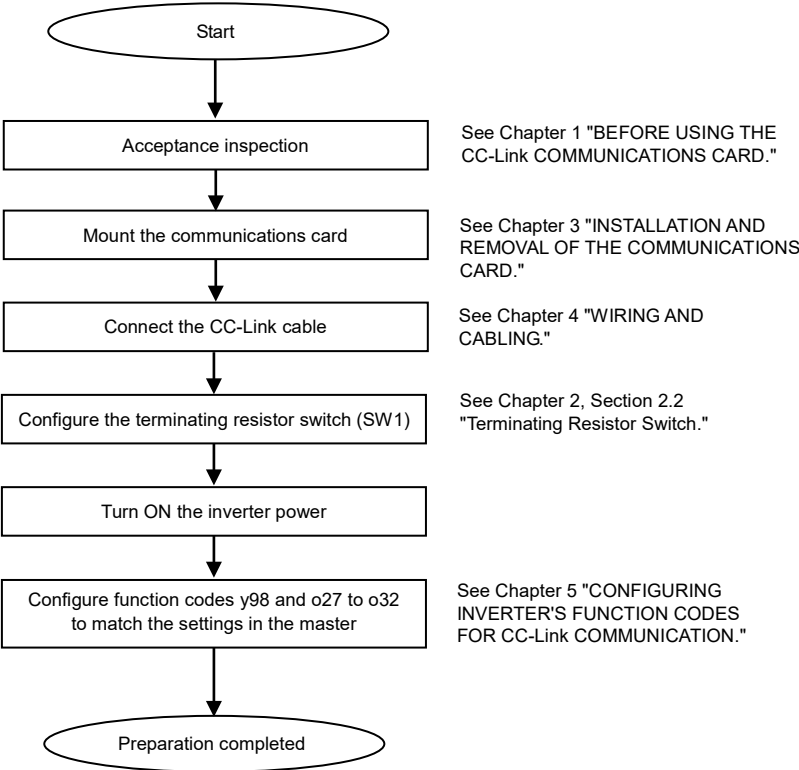 Start
Acceptance inspection
See Chapter 1 "BEFORE USING THE
CC-Link COMMUNICATIONS CARD."
Mount the communications card
See Chapter 3 "INSTALLATION AND
REMOVAL OF THE COMMUNICATIONS
CARD."
Connect the CC-Link cable
See Chapter 4 "WIRING AND
CABLING."
Configure the terminating resistor switch (SW1)
See Chapter 2, Section 2.2
"Terminating Resistor Switch."
Turn ON the inverter power
Configure function codes y98 and o27 to o32
to match the settings in the master
See Chapter 5 "CONFIGURING
INVERTER'S FUNCTION CODES
FOR CC-Link COMMUNICATION."
Preparation completed